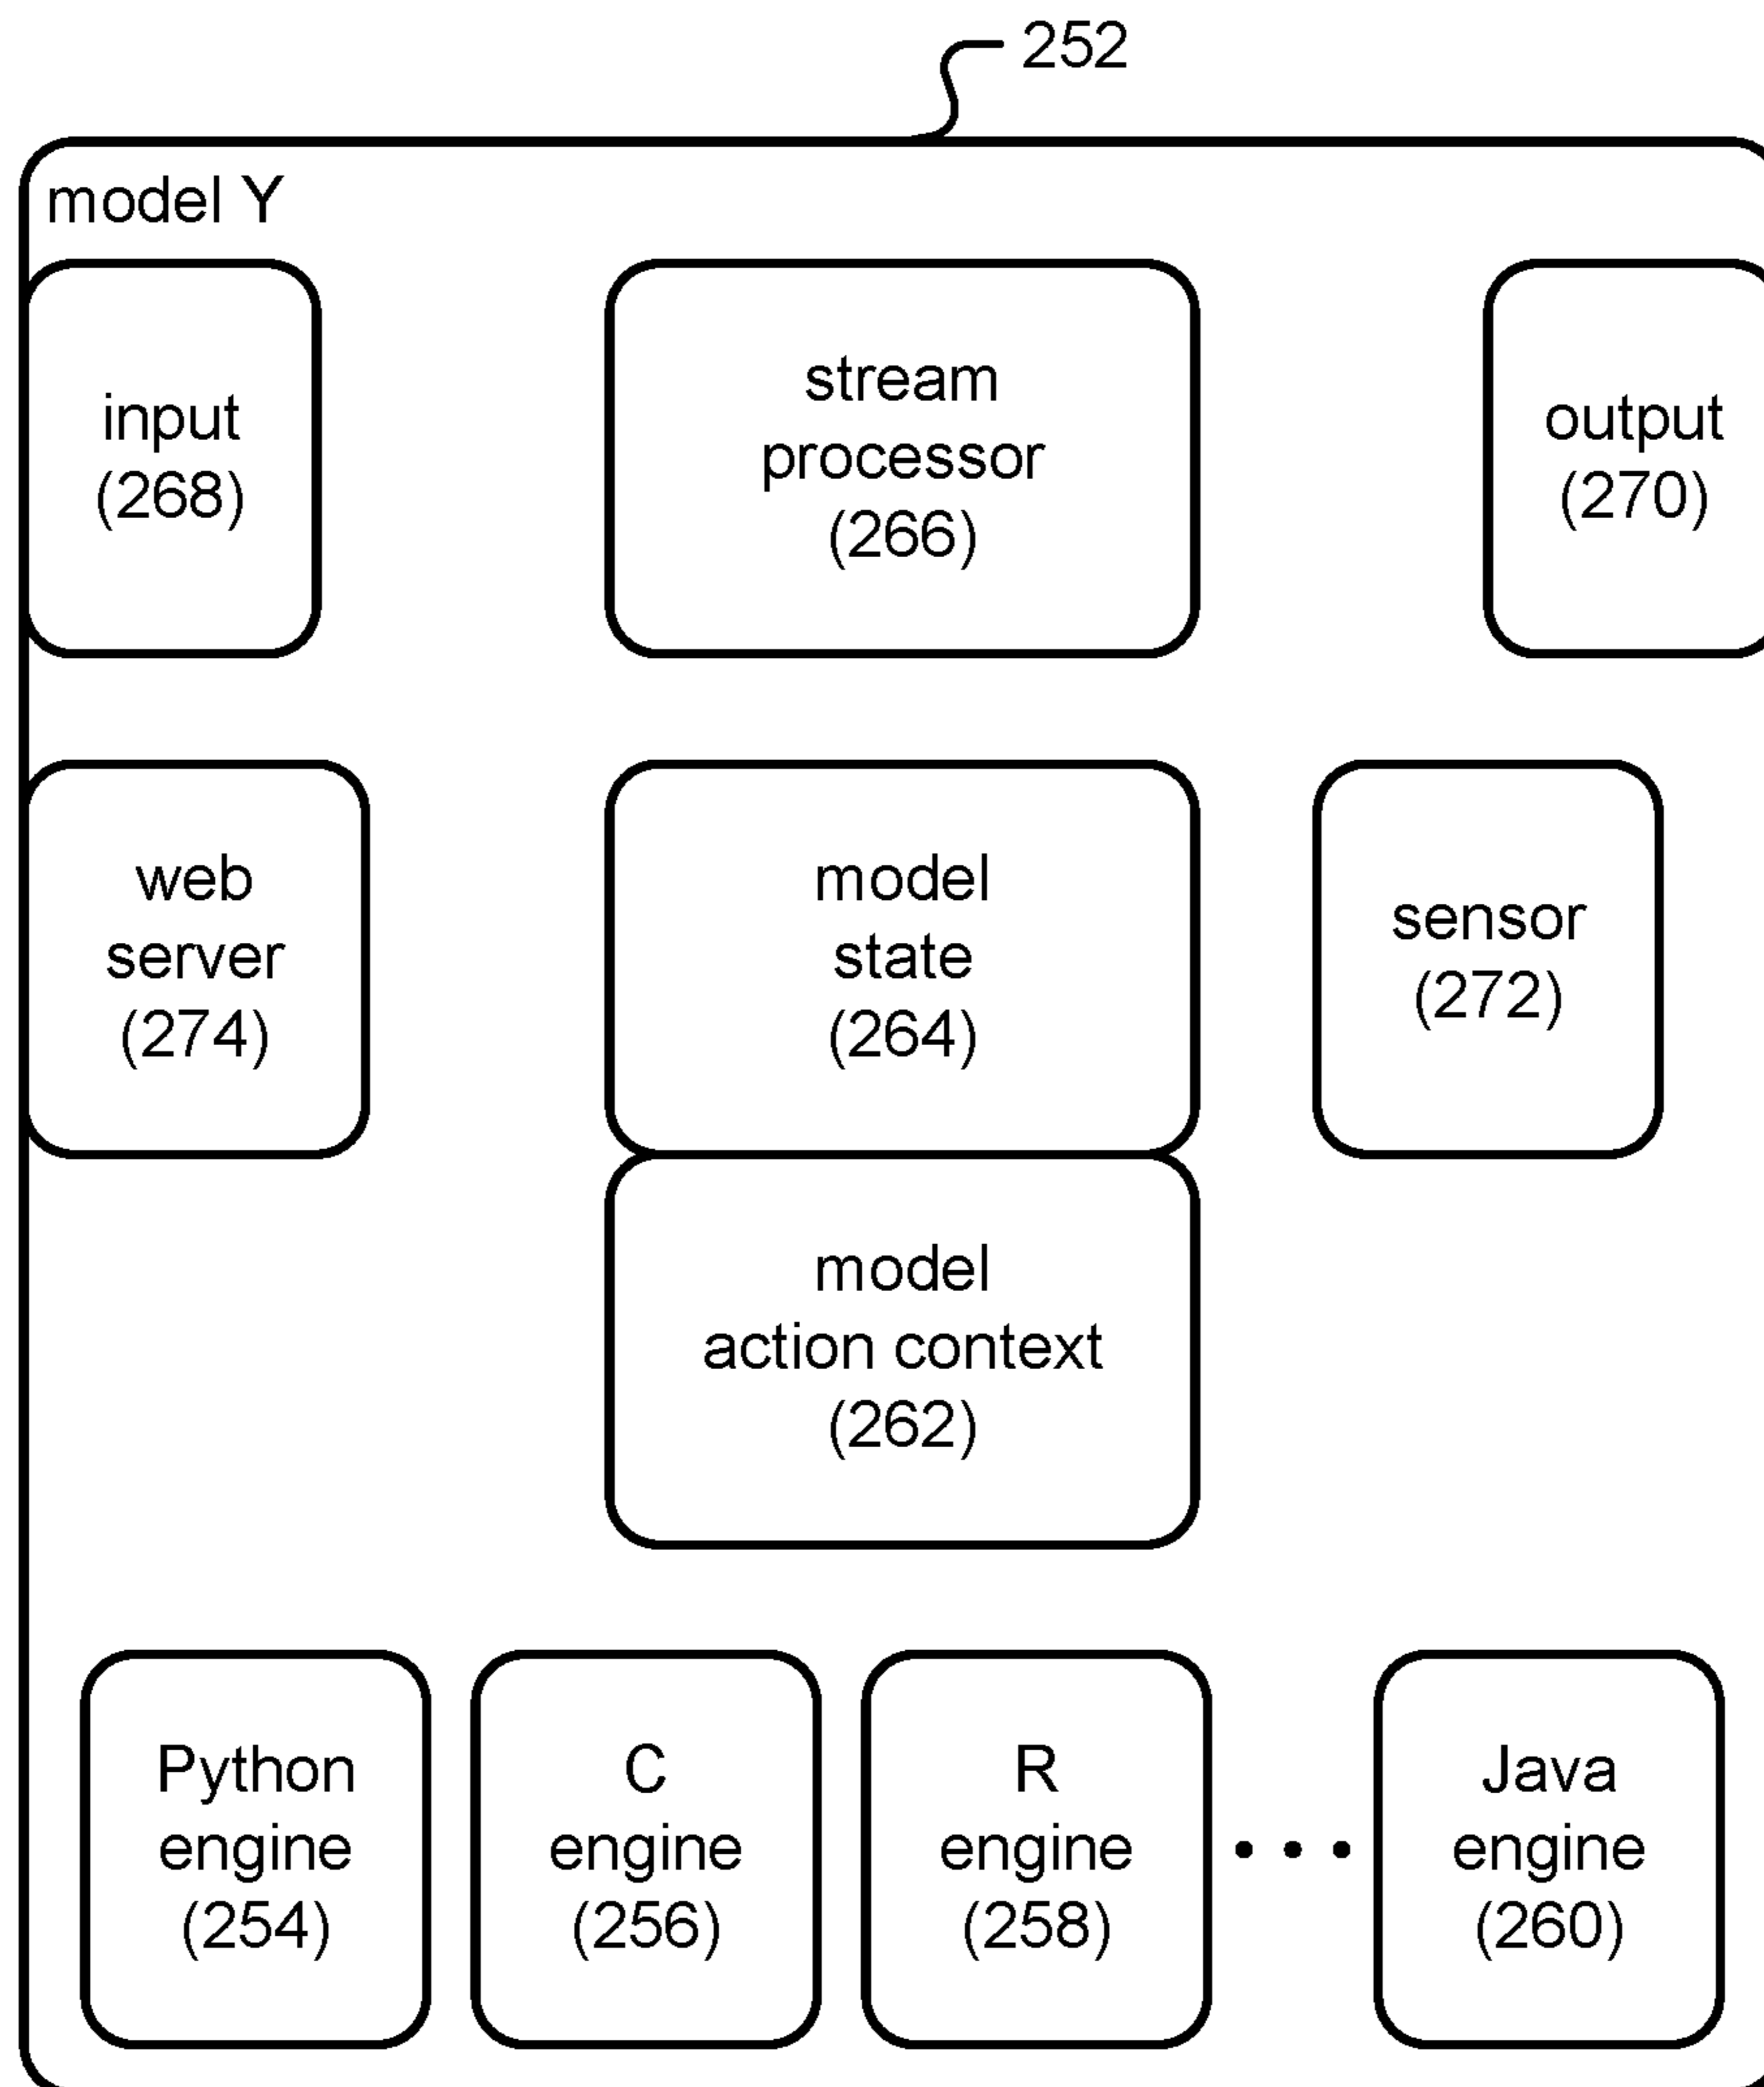 252
model Y
input
(268)
stream
processor
(266)
output
(270)
web
server
(274)
model
state
(264)
sensor
(272)
model
action context
(262)
Python
engine
(254)
C
engine
(256)
R
engine
(258)
• • •
Java
engine
(260)